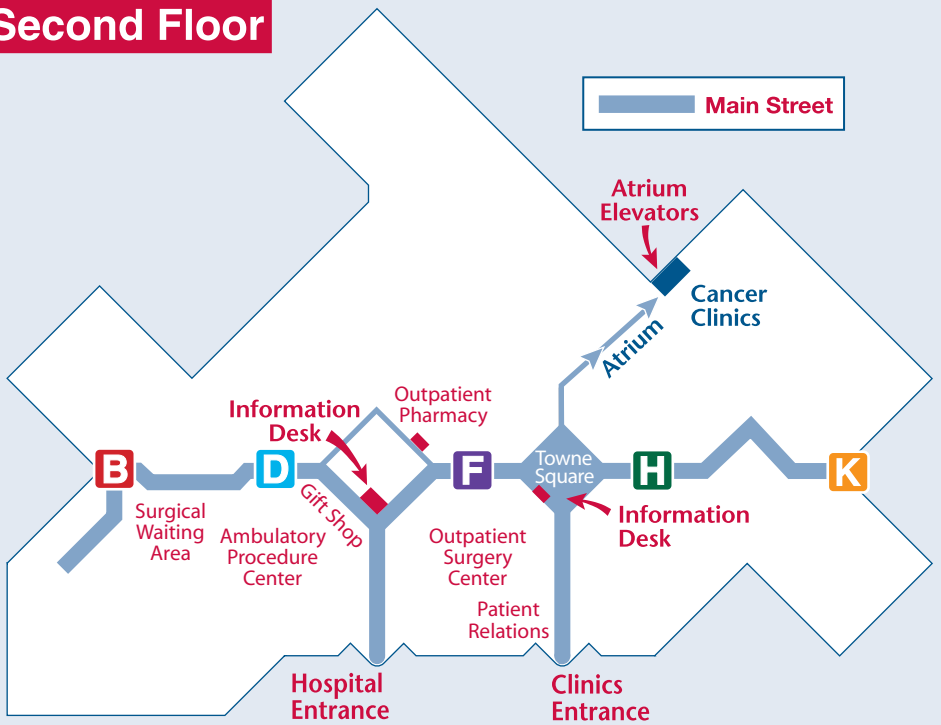 Second Floor
Main Street
Atrium
Elevators
Cancer
Clinics
Atrium
Outpatient
Pharmacy
Information
Desk
B
D
F
Towne
Square
H
K
Gift Shop
Surgical
Waiting
Area
Ambulatory
Procedure
Center
Outpatient
Surgery
Center
Information
Desk
Patient
Relations
Hospital
Entrance
Clinics
Entrance